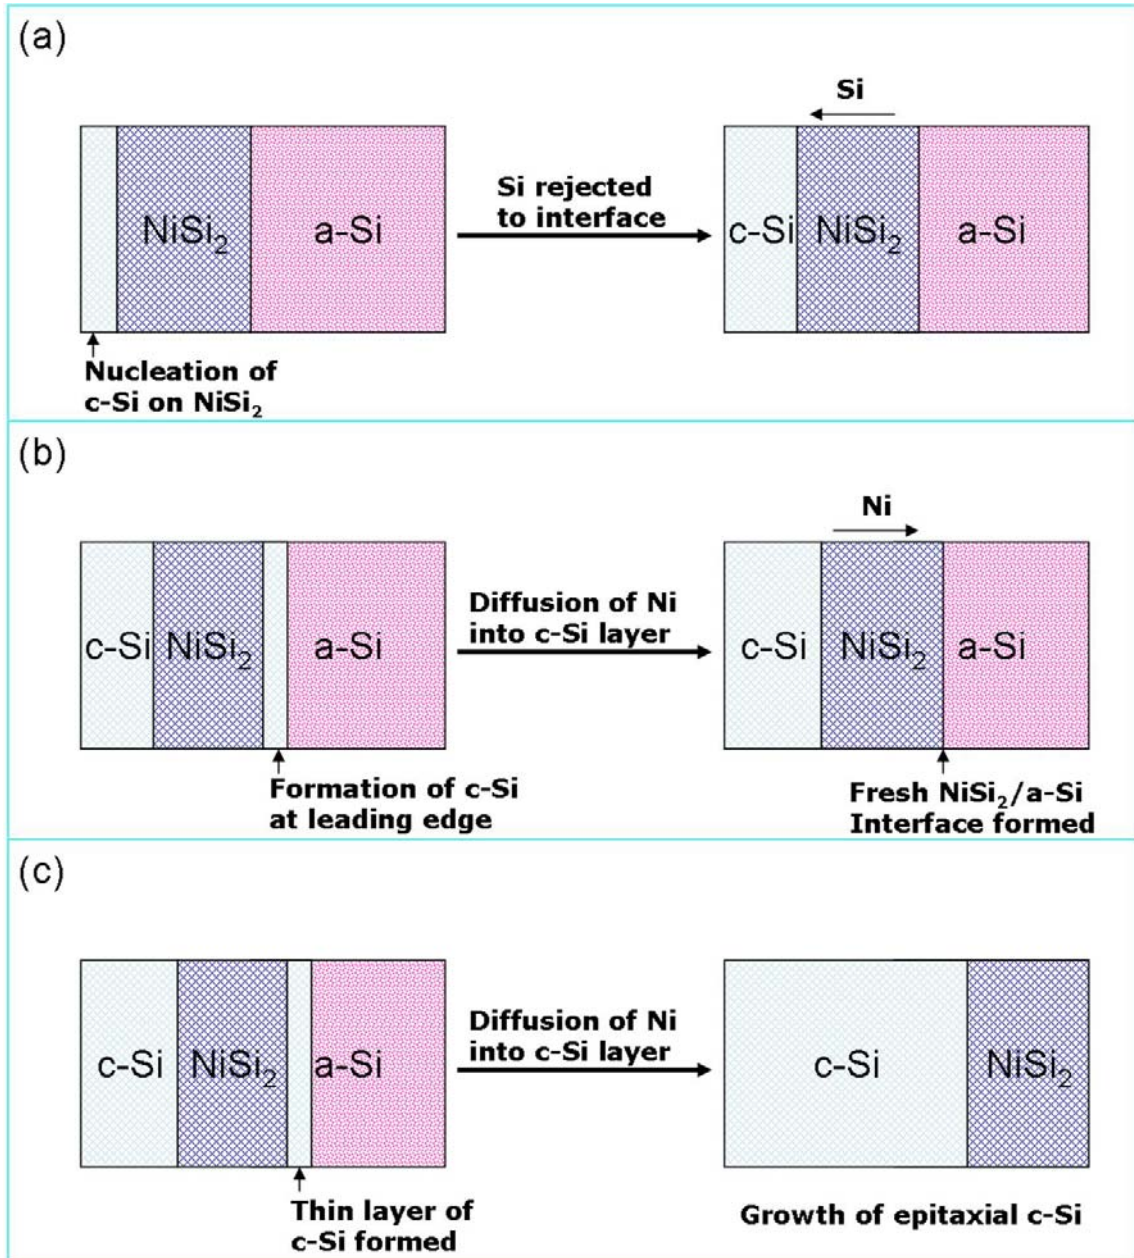 (a)
Si
NiSi₂
a-Si
Si rejected
to interface
c-Si
NiSi₂
a-Si
Nucleation of
c-Si on NiSi₂
(b)
Ni
c-Si
NiSi₂
a-Si
Diffusion of Ni
into c-Si layer
c-Si
NiSi₂
a-Si
Formation of c-Si
at leading edge
Fresh NiSi₂/a-Si
Interface formed
(c)
c-Si
NiSi₂
a-Si
Diffusion of Ni
into c-Si layer
c-Si
NiSi₂
Thin layer of
c-Si formed
Growth of epitaxial c-Si